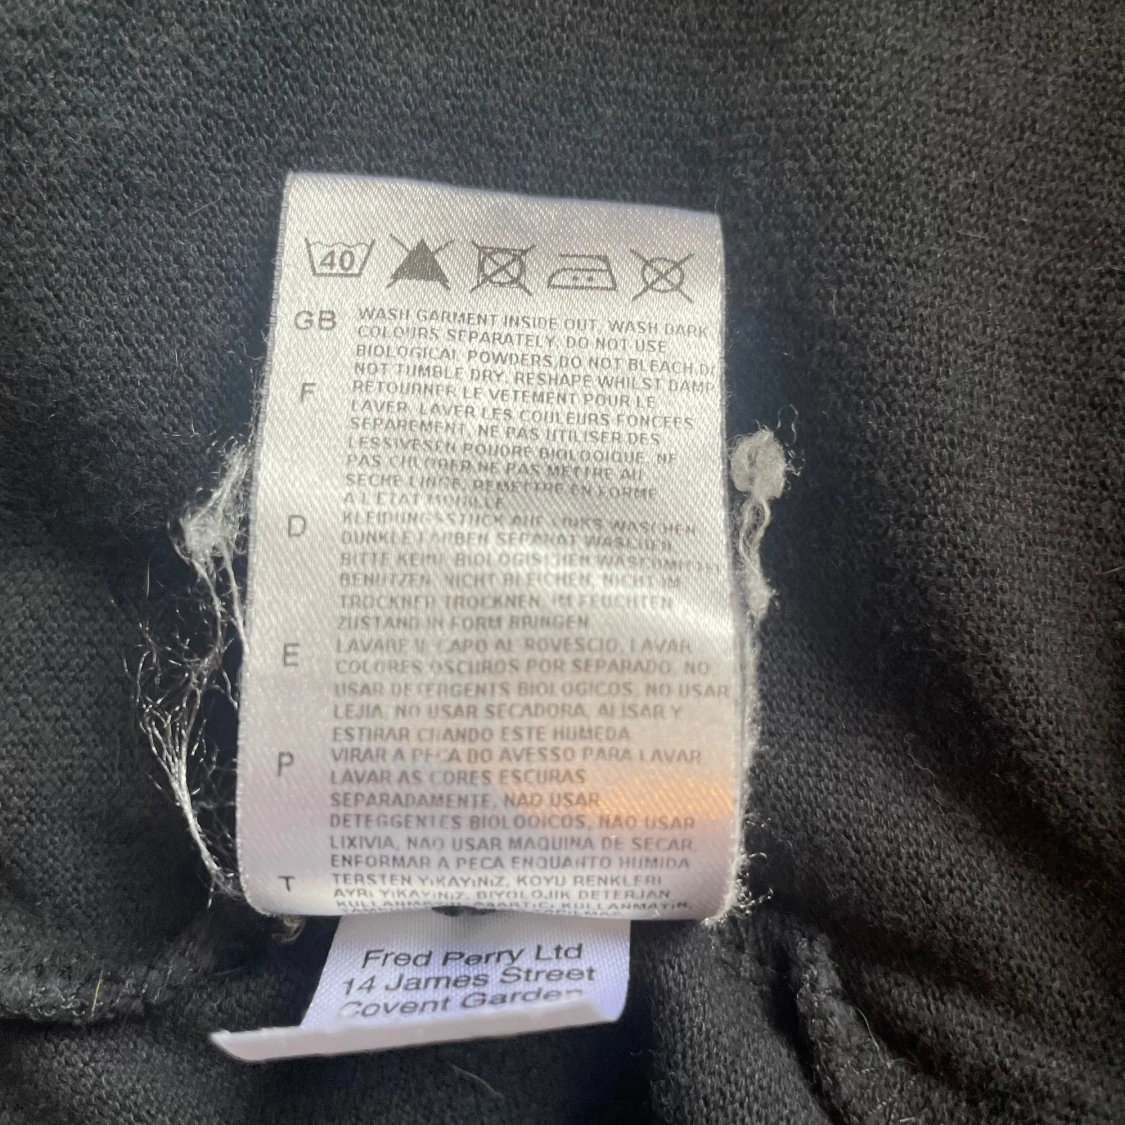 40
GB WASH GARMENT INSIDE OUT, WASH DARK
COLOURS SEPARATELY, DO NOT USE
BIOLOGICAL POWDERS,DO NOT BLEACH,DO
NOT TUMBLE DRY, RESHAPE WHILST DAMP
F RETOURNER LE VETEMENT POUR LE
LAVER, LAVER LES COULEURS FONCEES
SEPAREMENT, NE PAS UTILISER DES
LESSIVESEN POUDRE BIOLOGIQUE, NE
PAS CHLORER NE PAS METTRE AU
SECHE LINGE, REMETTRE EN FORME
A L'ETAT MOUILLE
D KLEIDUNGSSTÜCK AUF LINKS WASCHEN
DUNKLE FARBEN SEPARAT WASCHEN
BITTE KEINE BIOLOGISCHEN WASCHMITTEL
BENUTZEN, NICHT BLEICHEN, NICHT IM
TROCKNER TROCKNEN, IM FEUCHTEN
ZUSTAND IN FORM BRINGEN
E LAVARE IL CAPO AL ROVESCIO, LAVAR
COLORES OSCUROS POR SEPARADO, NO
USAR DETERGENTS BIOLOGICOS, NO USAR
LEJIA, NO USAR SECADORA, ALISAR Y
ESTIRAR CUANDO ESTE HUMEDA
P VIRAR A PECA DO AVESSO PARA LAVAR
LAVAR AS CORES ESCURAS
SEPARADAMENTE, NAO USAR
DETEGGENTES BIOLOGICOS, NAO USAR
LIXIVIA, NAO USAR MAQUINA DE SECAR,
ENFORMAR A PECA ENQUANTO HUMIDA
T TERSTEN YiKAYiNiZ, KOYU RENKLERI
AYRi YiKAYiNiZ, BIYOLOJIK DETERJAN
KULLANMAYiN, AGARTiCi KULLANMAYiN,
Fred Perry Ltd
14 James Street
Covent Garden